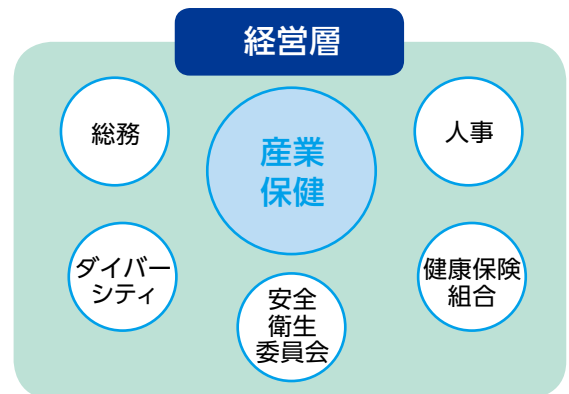 経営層
総務
産業
保健
人事
ダイバー
シティ
安全
衛生
委員会
健康保険
組合